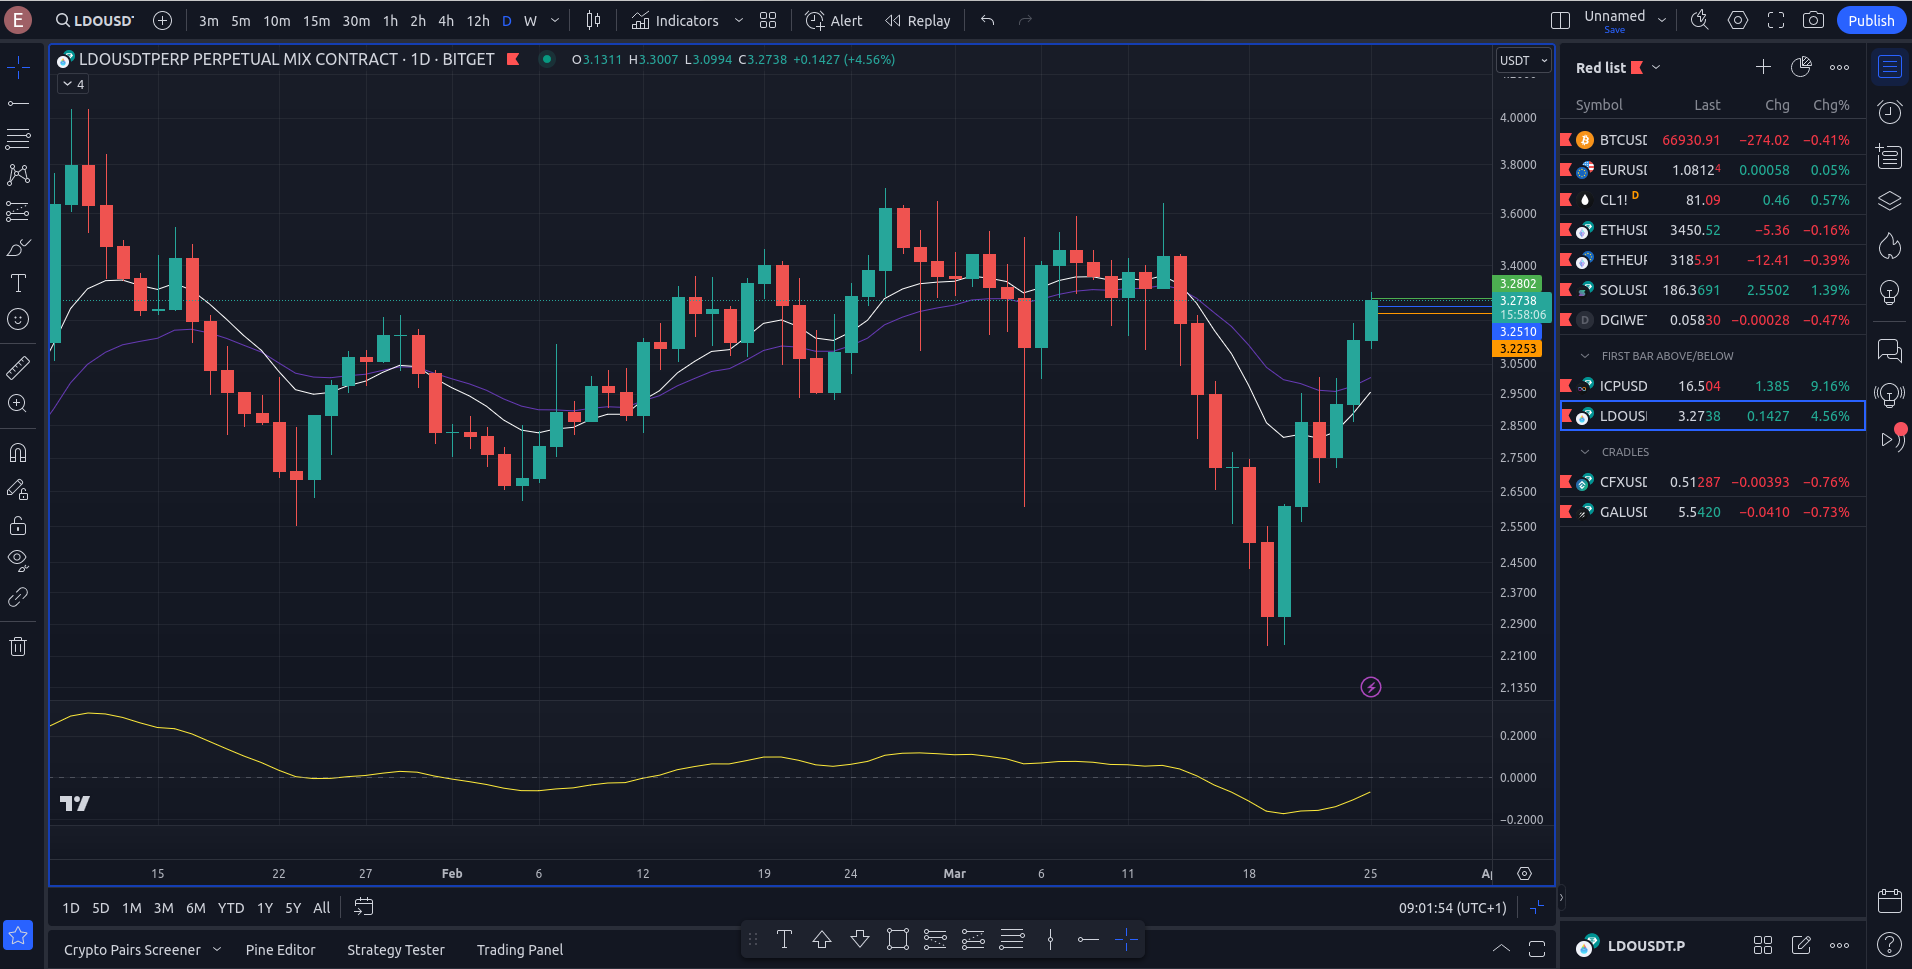 E LDOUSDT 3m 5m 10m 15m 30m 1h 2h 4h 12h D W Indicators Alert Replay Unnamed Save Publish
LDOUSDTPERP PERPETUAL MIX CONTRACT · 1D · BITGET O3.1311 H3.3007 L3.0994 C3.2738 +0.1427 (+4.56%)
4
USDT
4.0000
3.8000
3.6000
3.4000
3.2802
3.2738
15:58:06
3.2510
3.2253
3.0500
2.9500
2.8500
2.7500
2.6500
2.5500
2.4500
2.3700
2.2900
2.2100
2.1350
0.2000
0.0000
−0.2000
15 22 27 Feb 6 12 19 24 Mar 6 11 18 25
1D 5D 1M 3M 6M YTD 1Y 5Y All 09:01:54 (UTC+1)
Crypto Pairs Screener Pine Editor Strategy Tester Trading Panel
Red list
Symbol Last Chg Chg%
BTCUSD 66930.91 −274.02 −0.41%
EURUSD 1.08124 0.00058 0.05%
CL1! D 81.09 0.46 0.57%
ETHUSD 3450.52 −5.36 −0.16%
ETHEUR 3185.91 −12.41 −0.39%
SOLUSD 186.3691 2.5502 1.39%
D DGIWE 0.05830 −0.00028 −0.47%
FIRST BAR ABOVE/BELOW
ICPUSD 16.504 1.385 9.16%
LDOUS 3.2738 0.1427 4.56%
CRADLES
CFXUSD 0.51287 −0.00393 −0.76%
GALUSD 5.5420 −0.0410 −0.73%
LDOUSDT.P